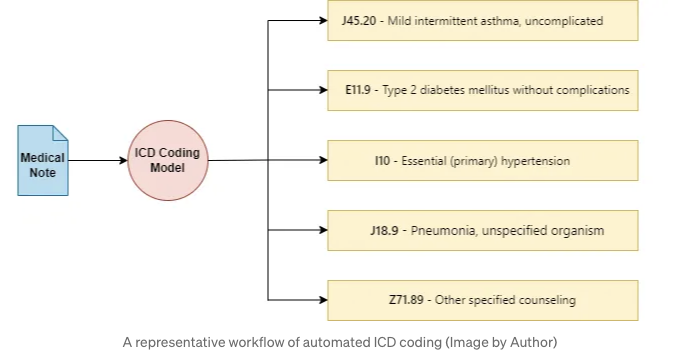 J45.20 - Mild intermittent asthma, uncomplicated
E11.9 - Type 2 diabetes mellitus without complications
Medical
Note
ICD Coding
Model
I10 - Essential (primary) hypertension
J18.9 - Pneumonia, unspecified organism
Z71.89 - Other specified counseling
A representative workflow of automated ICD coding (Image by Author)